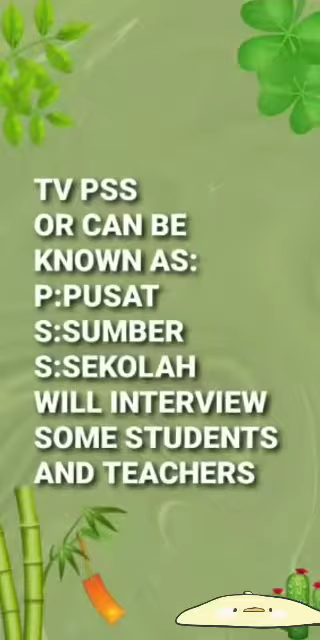 TV PSS
OR CAN BE
KNOWN AS:
P:PUSAT
S:SUMBER
S:SEKOLAH
WILL INTERVIEW
SOME STUDENTS
AND TEACHERS